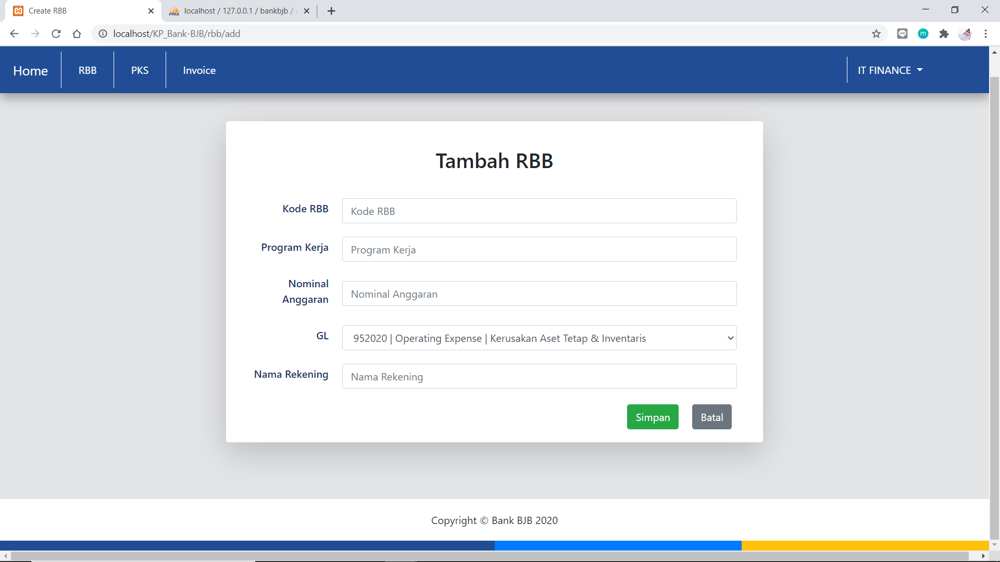 Create RBB
localhost / 127.0.0.1 / bankbjb /
localhost/KP_Bank-BJB/rbb/add
Home
RBB
PKS
Invoice
IT FINANCE
Tambah RBB
Kode RBB
Kode RBB
Program Kerja
Program Kerja
Nominal
Anggaran
Nominal Anggaran
GL
952020 | Operating Expense | Kerusakan Aset Tetap & Inventaris
Nama Rekening
Nama Rekening
Simpan
Batal
Copyright © Bank BJB 2020